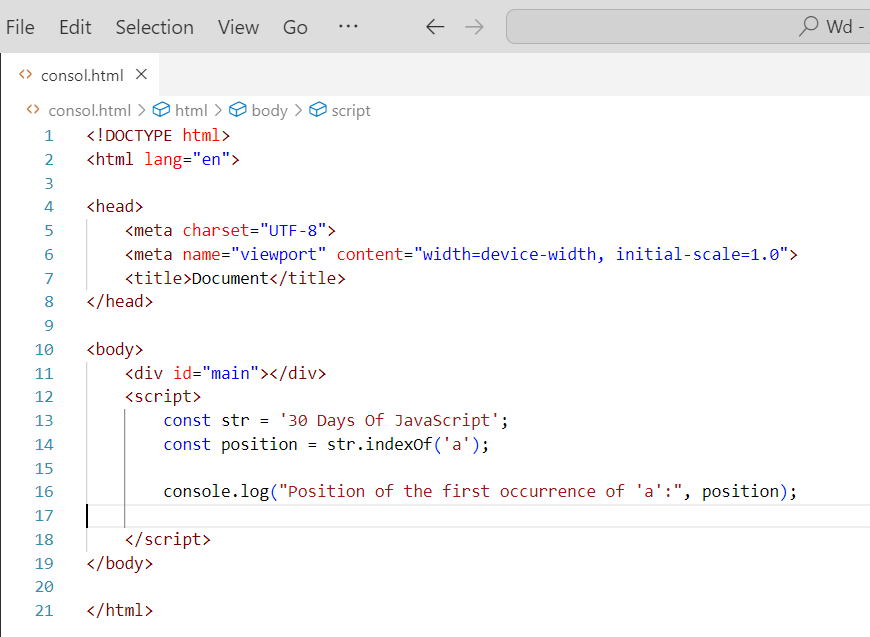 File Edit Selection View Go ··· ← → Wd -
<> consol.html ×
<> consol.html > html > body > script
1 <!DOCTYPE html>
2 <html lang="en">
3
4 <head>
5     <meta charset="UTF-8">
6     <meta name="viewport" content="width=device-width, initial-scale=1.0">
7     <title>Document</title>
8 </head>
9
10 <body>
11     <div id="main"></div>
12     <script>
13         const str = '30 Days Of JavaScript';
14         const position = str.indexOf('a');
15
16         console.log("Position of the first occurrence of 'a':", position);
17
18     </script>
19 </body>
20
21 </html>